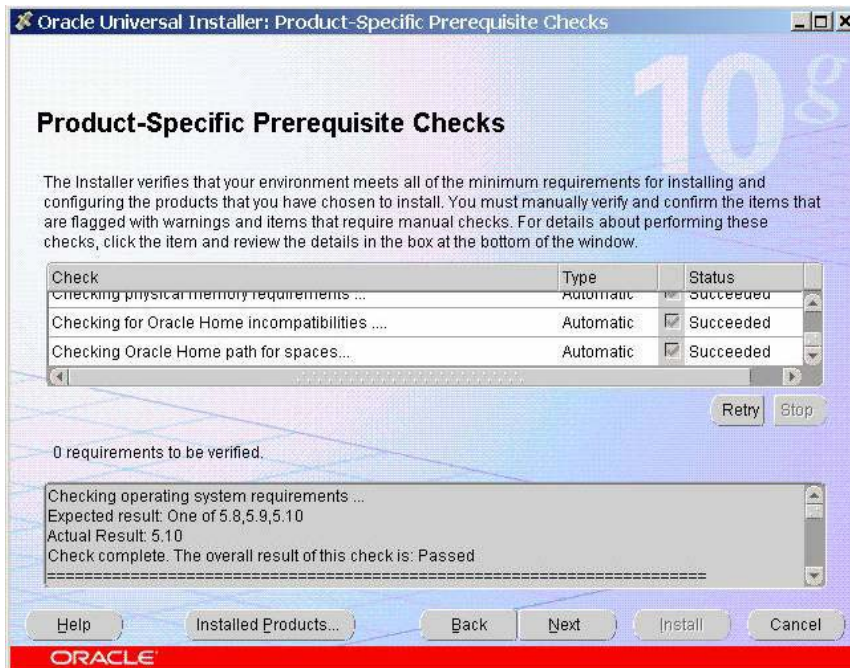 Oracle Universal Installer: Product-Specific Prerequisite Checks
10g
Product-Specific Prerequisite Checks
The Installer verifies that your environment meets all of the minimum requirements for installing and
configuring the products that you have chosen to install. You must manually verify and confirm the items that
are flagged with warnings and items that require manual checks. For details about performing these
checks, click the item and review the details in the box at the bottom of the window.
Check Type Status
Checking physical memory requirements ... Automatic Succeeded
Checking for Oracle Home incompatibilities .... Automatic Succeeded
Checking Oracle Home path for spaces... Automatic Succeeded
Retry Stop
0 requirements to be verified.
Checking operating system requirements ...
Expected result: One of 5.8,5.9,5.10
Actual Result: 5.10
Check complete. The overall result of this check is: Passed
========================================================================
Help Installed Products... Back Next Install Cancel
ORACLE